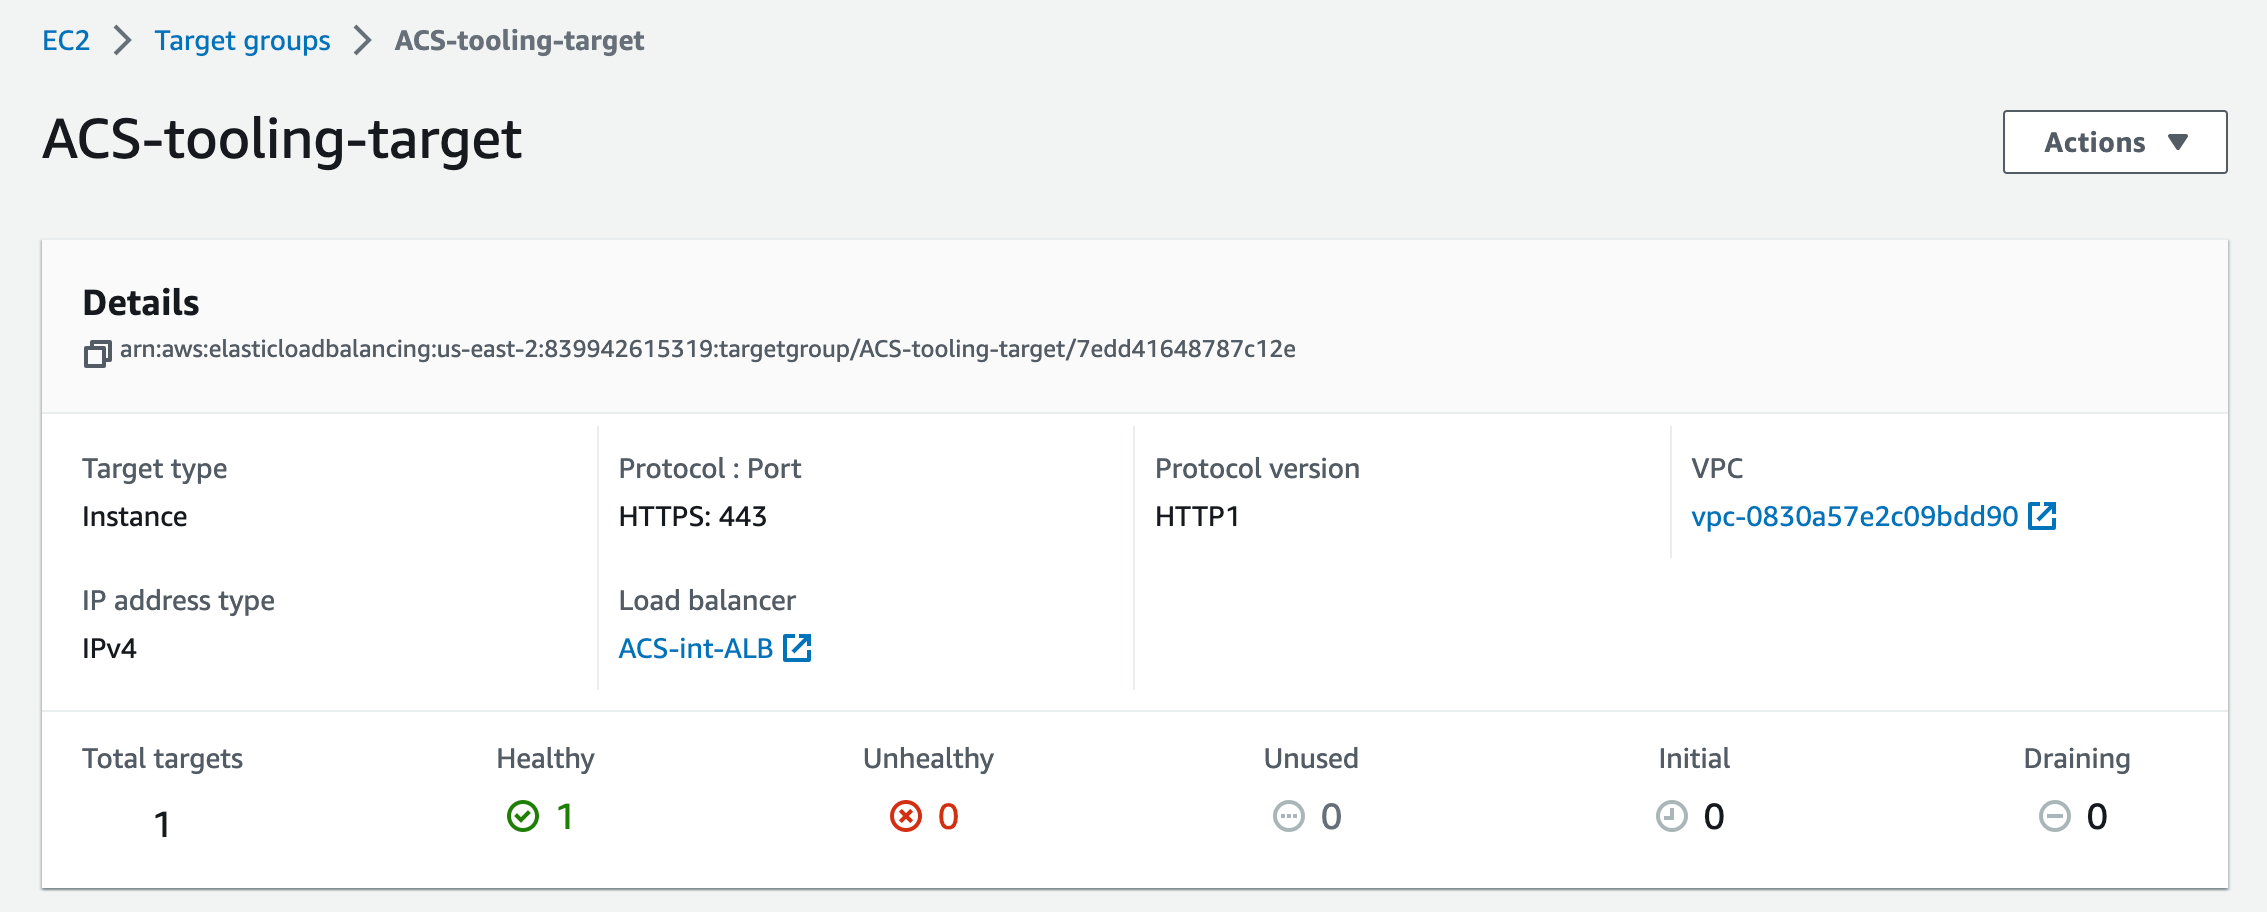 EC2 > Target groups > ACS-tooling-target
ACS-tooling-target
Actions
Details
arn:aws:elasticloadbalancing:us-east-2:839942615319:targetgroup/ACS-tooling-target/7edd41648787c12e
Target type
Instance
Protocol : Port
HTTPS: 443
Protocol version
HTTP1
VPC
vpc-0830a57e2c09bdd90
IP address type
IPv4
Load balancer
ACS-int-ALB
Total targets
1
Healthy
1
Unhealthy
0
Unused
0
Initial
0
Draining
0